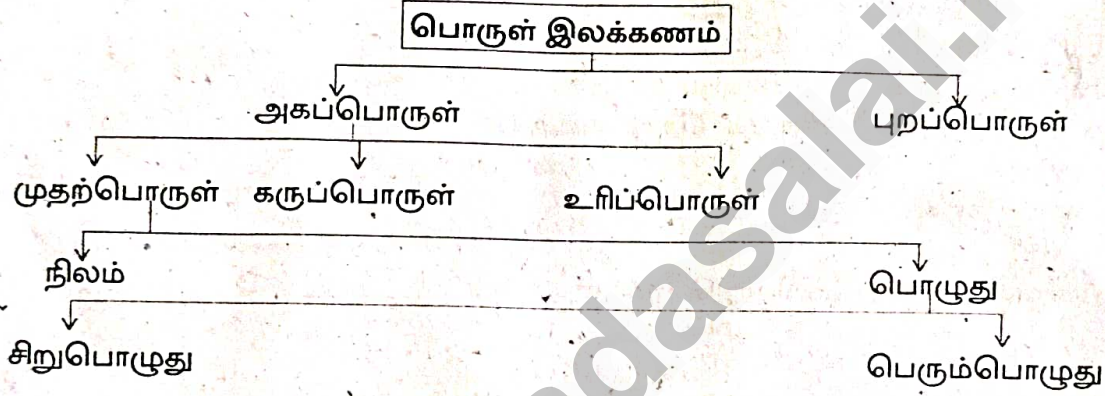 பொருள் இலக்கணம்
அகப்பொருள் புறப்பொருள்
முதற்பொருள் கருப்பொருள் உரிப்பொருள்
நிலம் பொழுது
சிறுபொழுது பெரும்பொழுது